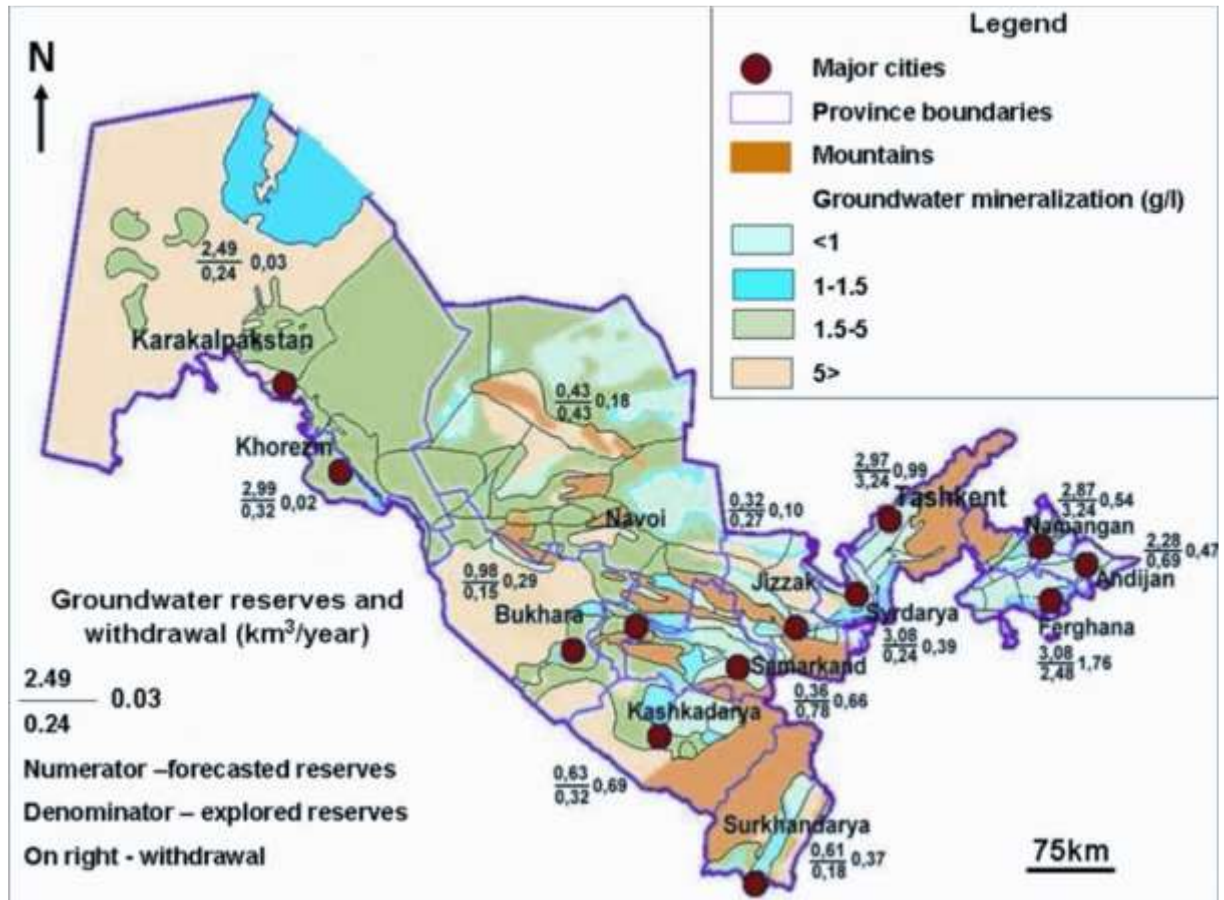 Legend
N
Major cities
Province boundaries
Mountains
Groundwater mineralization (g/l)
<1
1-1.5
1.5-5
5>
2,49
0,24
0,03
Karakalpakstan
0,43
0,43
0,18
Khorezm
2,99
0,32
0,02
2,97
3,24
0,99
Tashkent
0,32
0,27
0,10
2,87
3,24
0,54
Namangan
2,28
0,69
0,47
Andijan
Navoi
0,98
0,15
0,29
Jizzak
Syrdarya
3,08
0,24
0,39
Ferghana
3,08
2,48
1,76
Bukhara
Samarkand
0,36
0,78
0,66
Kashkadarya
0,63
0,32
0,69
Surkhandarya
0,61
0,18
0,37
Groundwater reserves and
withdrawal (km³/year)
2.49
0.24
0.03
Numerator –forecasted reserves
Denominator – explored reserves
On right - withdrawal
75km